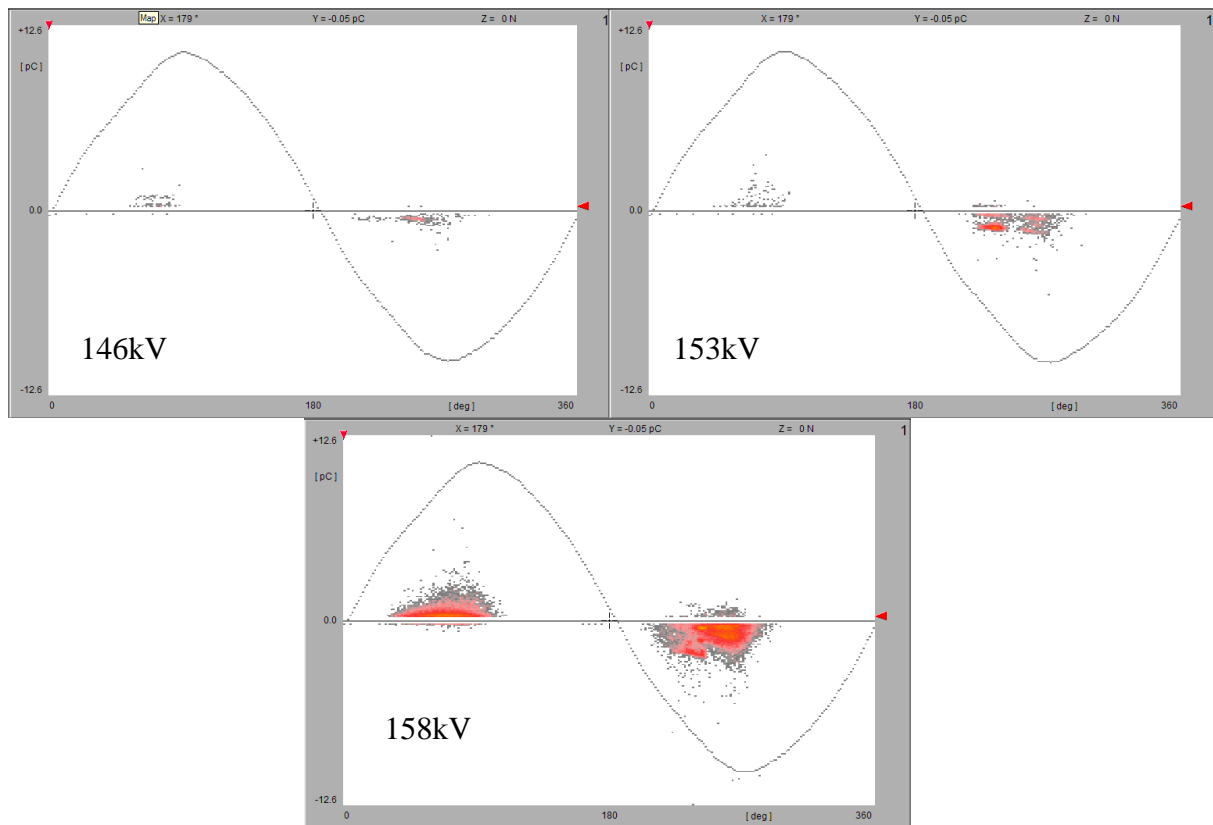 Map X = 179 ° Y = -0.05 pC Z = 0 N 1
+12.6
[ pC ]
0.0
146kV
-12.6
0 180 [ deg ] 360
X = 179 ° Y = -0.05 pC Z = 0 N 1
+12.6
[ pC ]
0.0
153kV
-12.6
0 180 [ deg ] 360
X = 179 ° Y = -0.05 pC Z = 0 N 1
+12.6
[ pC ]
0.0
158kV
-12.6
0 180 [ deg ] 360